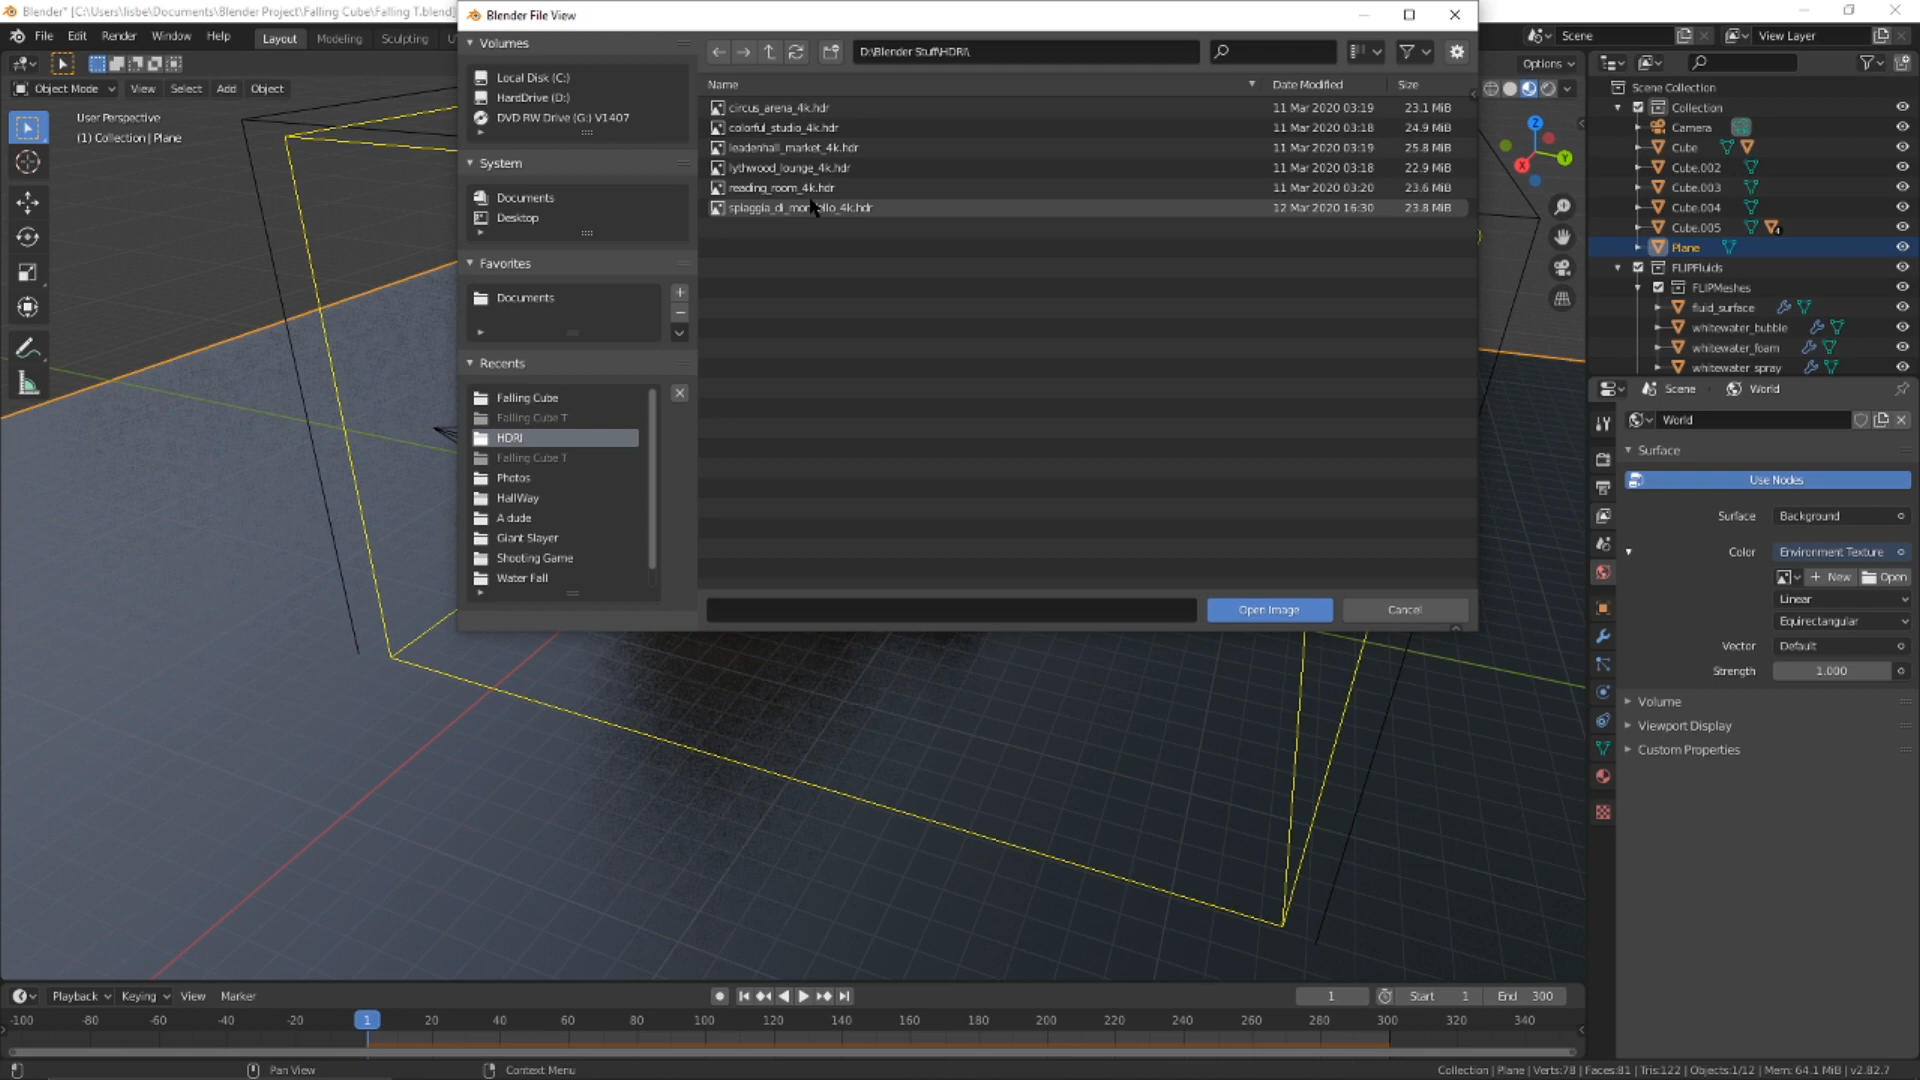 Blender* [C:\Users\lisbe\Documents\Blender Project\Falling Cube\Falling T.blend]
File Edit Render Window Help Layout Modeling Sculpting
Scene View Layer
Object Mode View Select Add Object
Options
User Perspective
(1) Collection | Plane
Blender File View
Volumes
Local Disk (C:)
HardDrive (D:)
DVD RW Drive (G:) V1407
System
Documents
Desktop
Favorites
Documents
Recents
Falling Cube
Falling Cube T
HDRI
Falling Cube T
Photos
HallWay
A dude
Giant Slayer
Shooting Game
Water Fall
D:\Blender Stuff\HDRI\
Name Date Modified Size
circus_arena_4k.hdr 11 Mar 2020 03:19 23.1 MiB
colorful_studio_4k.hdr 11 Mar 2020 03:18 24.9 MiB
leadenhall_market_4k.hdr 11 Mar 2020 03:19 25.8 MiB
lythwood_lounge_4k.hdr 11 Mar 2020 03:18 22.9 MiB
reading_room_4k.hdr 11 Mar 2020 03:20 23.6 MiB
12 Mar 2020 16:30 23.8 MiB
Open Image Cancel
Z
Y
X
Scene Collection
Collection
Camera
Cube
Cube.002
Cube.003
Cube.004
Cube.005
Plane
FLIPFluids
FLIPMeshes
fluid_surface
whitewater_bubble
whitewater_foam
whitewater_spray
Scene World
World
Surface
Use Nodes
Surface Background
Color Environment Texture
New Open
Linear
Equirectangular
Vector Default
Strength 1.000
Volume
Viewport Display
Custom Properties
Playback Keying View Marker
1 Start 1 End 300
-100 -80 -60 -40 -20 1 20 40 60 80 100 120 140 160 180 200 220 240 260 280 300 320 340
Pan View Context Menu
Collection | Plane | Verts:78 | Faces:81 | Tris:122 | Objects:1/12 | Mem: 64.1 MiB | v2.82.7